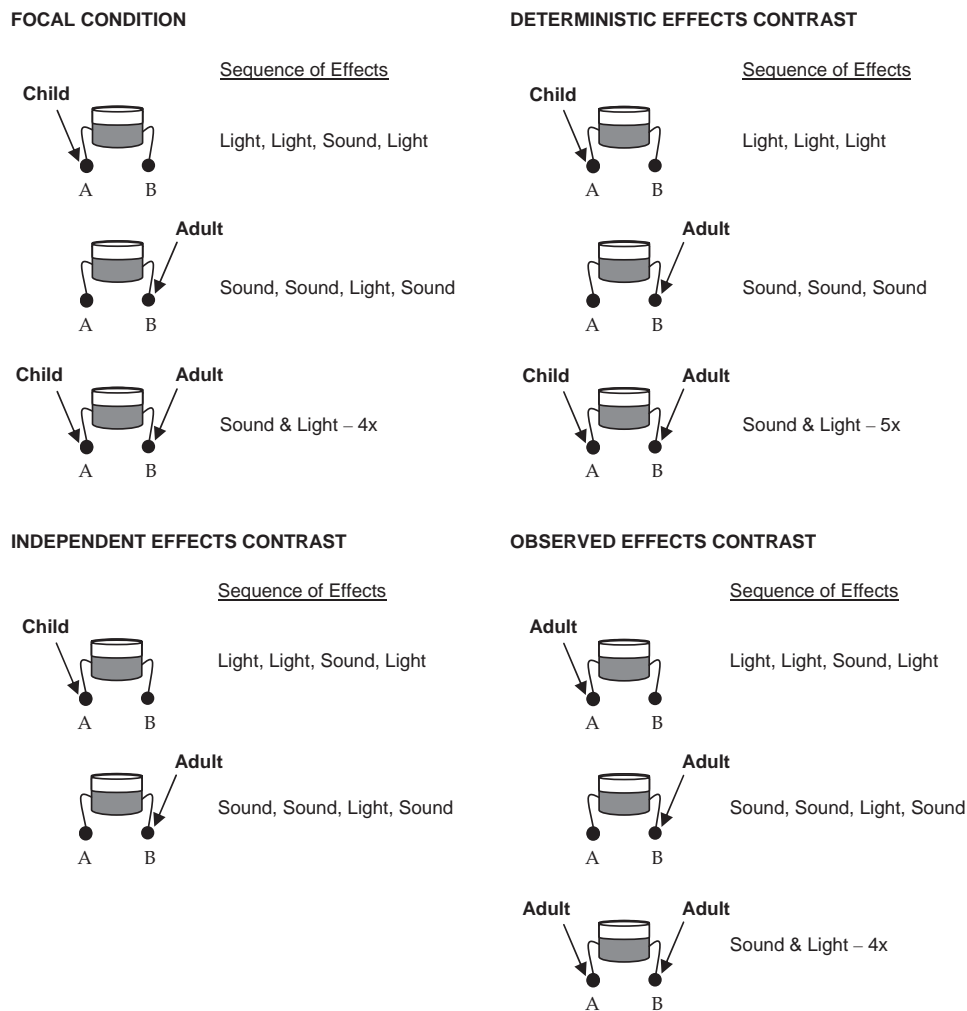 FOCAL CONDITION
Sequence of Effects
Child
Light, Light, Sound, Light
A B
Adult
Sound, Sound, Light, Sound
A B
Child Adult
Sound & Light – 4x
A B
DETERMINISTIC EFFECTS CONTRAST
Sequence of Effects
Child
Light, Light, Light
A B
Adult
Sound, Sound, Sound
A B
Child Adult
Sound & Light – 5x
A B
INDEPENDENT EFFECTS CONTRAST
Sequence of Effects
Child
Light, Light, Sound, Light
A B
Adult
Sound, Sound, Light, Sound
A B
OBSERVED EFFECTS CONTRAST
Sequence of Effects
Adult
Light, Light, Sound, Light
A B
Adult
Sound, Sound, Light, Sound
A B
Adult Adult
Sound & Light – 4x
A B